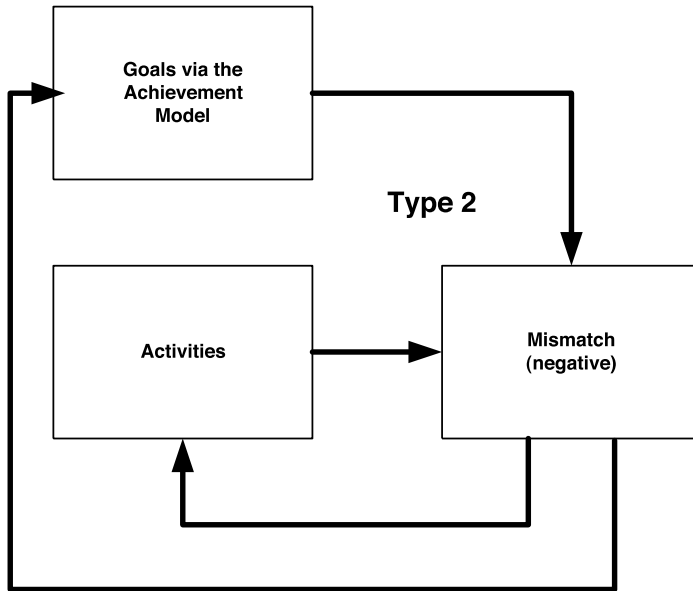 Goals via the
Achievement
Model
Type 2
Activities
Mismatch
(negative)